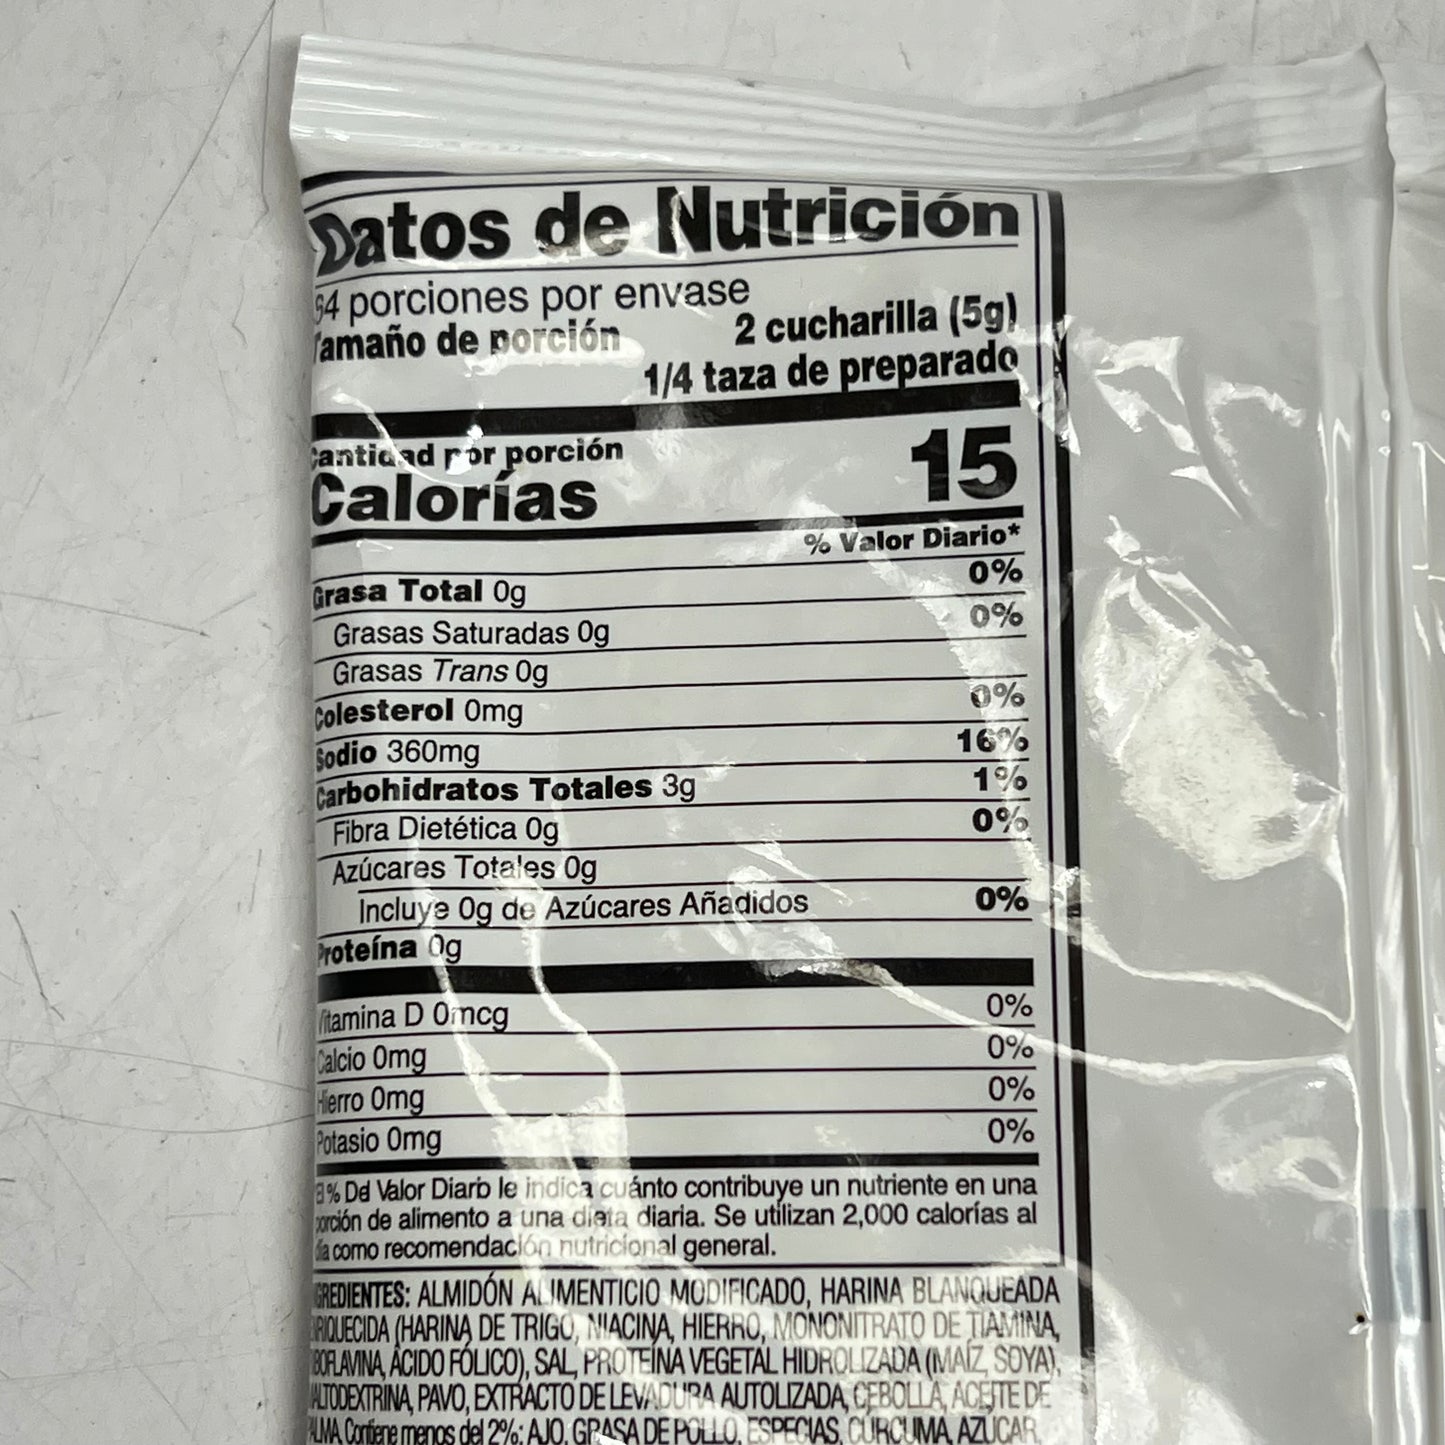 Datos de Nutrición
64 porciones por envase
Tamaño de porción 2 cucharilla (5g)
1/4 taza de preparado
Cantidad por porción
Calorías 15
% Valor Diario*
Grasa Total 0g 0%
Grasas Saturadas 0g 0%
Grasas Trans 0g
Colesterol 0mg 0%
Sodio 360mg 16%
Carbohidratos Totales 3g 1%
Fibra Dietética 0g 0%
Azúcares Totales 0g
Incluye 0g de Azúcares Añadidos 0%
Proteína 0g
Vitamina D 0mcg 0%
Calcio 0mg 0%
Hierro 0mg 0%
Potasio 0mg 0%
El % Del Valor Diario le indica cuánto contribuye un nutriente en una
porción de alimento a una dieta diaria. Se utilizan 2,000 calorías al
día como recomendación nutricional general.
INGREDIENTES: ALMIDÓN ALIMENTICIO MODIFICADO, HARINA BLANQUEADA
ENRIQUECIDA (HARINA DE TRIGO, NIACINA, HIERRO, MONONITRATO DE TIAMINA,
RIBOFLAVINA, ÁCIDO FÓLICO), SAL, PROTEÍNA VEGETAL HIDROLIZADA (MAÍZ, SOYA),
MALTODEXTRINA, PAVO, EXTRACTO DE LEVADURA AUTOLIZADA, CEBOLLA, ACEITE DE
PALMA. Contiene menos del 2%: AJO, GRASA DE POLLO, ESPECIAS, CÚRCUMA, AZÚCAR,